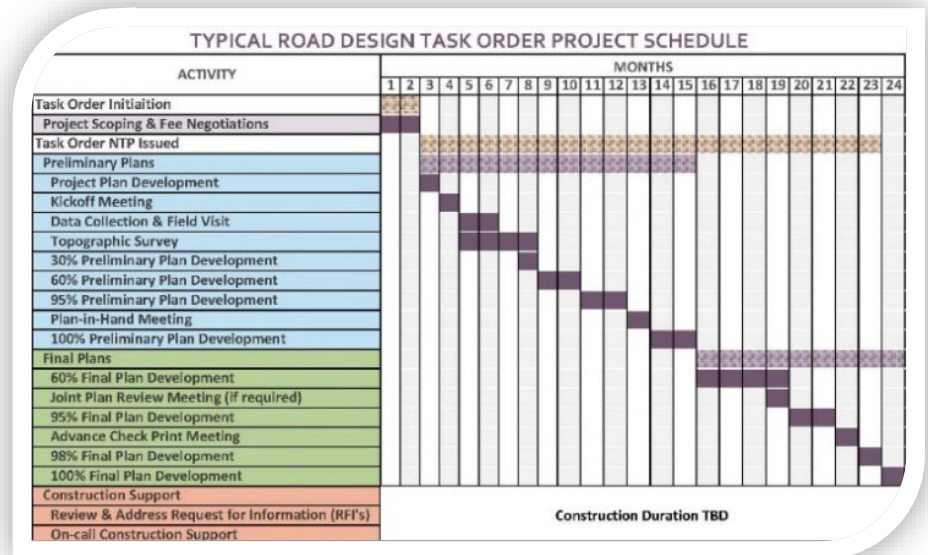 TYPICAL ROAD DESIGN TASK ORDER PROJECT SCHEDULE
ACTIVITY
MONTHS
1 2 3 4 5 6 7 8 9 10 11 12 13 14 15 16 17 18 19 20 21 22 23 24
Task Order Initiaition
Project Scoping & Fee Negotiations
Task Order NTP Issued
Preliminary Plans
Project Plan Development
Kickoff Meeting
Data Collection & Field Visit
Topographic Survey
30% Preliminary Plan Development
60% Preliminary Plan Development
95% Preliminary Plan Development
Plan-in-Hand Meeting
100% Preliminary Plan Development
Final Plans
60% Final Plan Development
Joint Plan Review Meeting (if required)
95% Final Plan Development
Advance Check Print Meeting
98% Final Plan Development
100% Final Plan Development
Construction Support
Review & Address Request for Information (RFI's)
Construction Duration TBD
On-call Construction Support